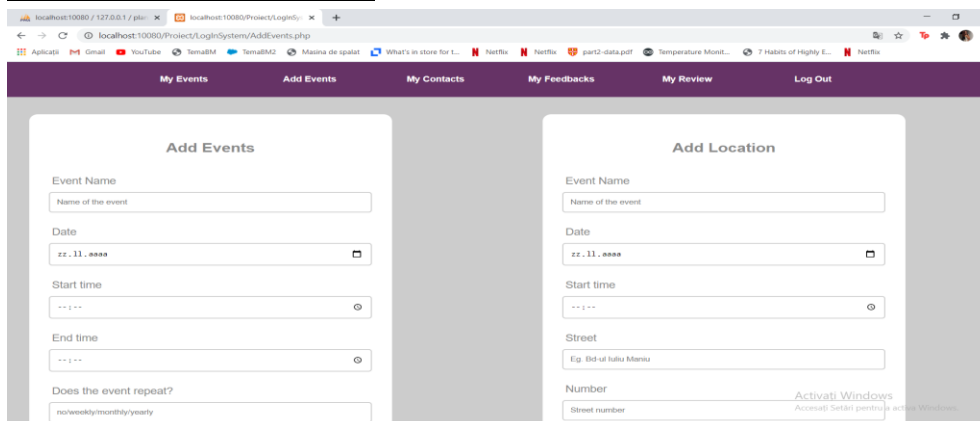 localhost:10080 / 127.0.0.1 / plan
localhost:10080/Proiect/LogInSy
localhost:10080/Proiect/LogInSystem/AddEvents.php
Aplicații Gmail YouTube TemaBM TemaBM2 Masina de spalat What's in store for t... Netflix Netflix part2-data.pdf Temperature Monit... 7 Habits of Highly E... Netflix
My Events Add Events My Contacts My Feedbacks My Review Log Out
Add Events
Event Name
Name of the event
Date
zz.ll.aaaa
Start time
--:--
End time
--:--
Does the event repeat?
no/weekly/monthly/yearly
Add Location
Event Name
Name of the event
Date
zz.ll.aaaa
Start time
--:--
Street
Eg. Bd-ul Iuliu Maniu
Number
Street number
Activați Windows
Accesați Setări pentru a activa Windows.